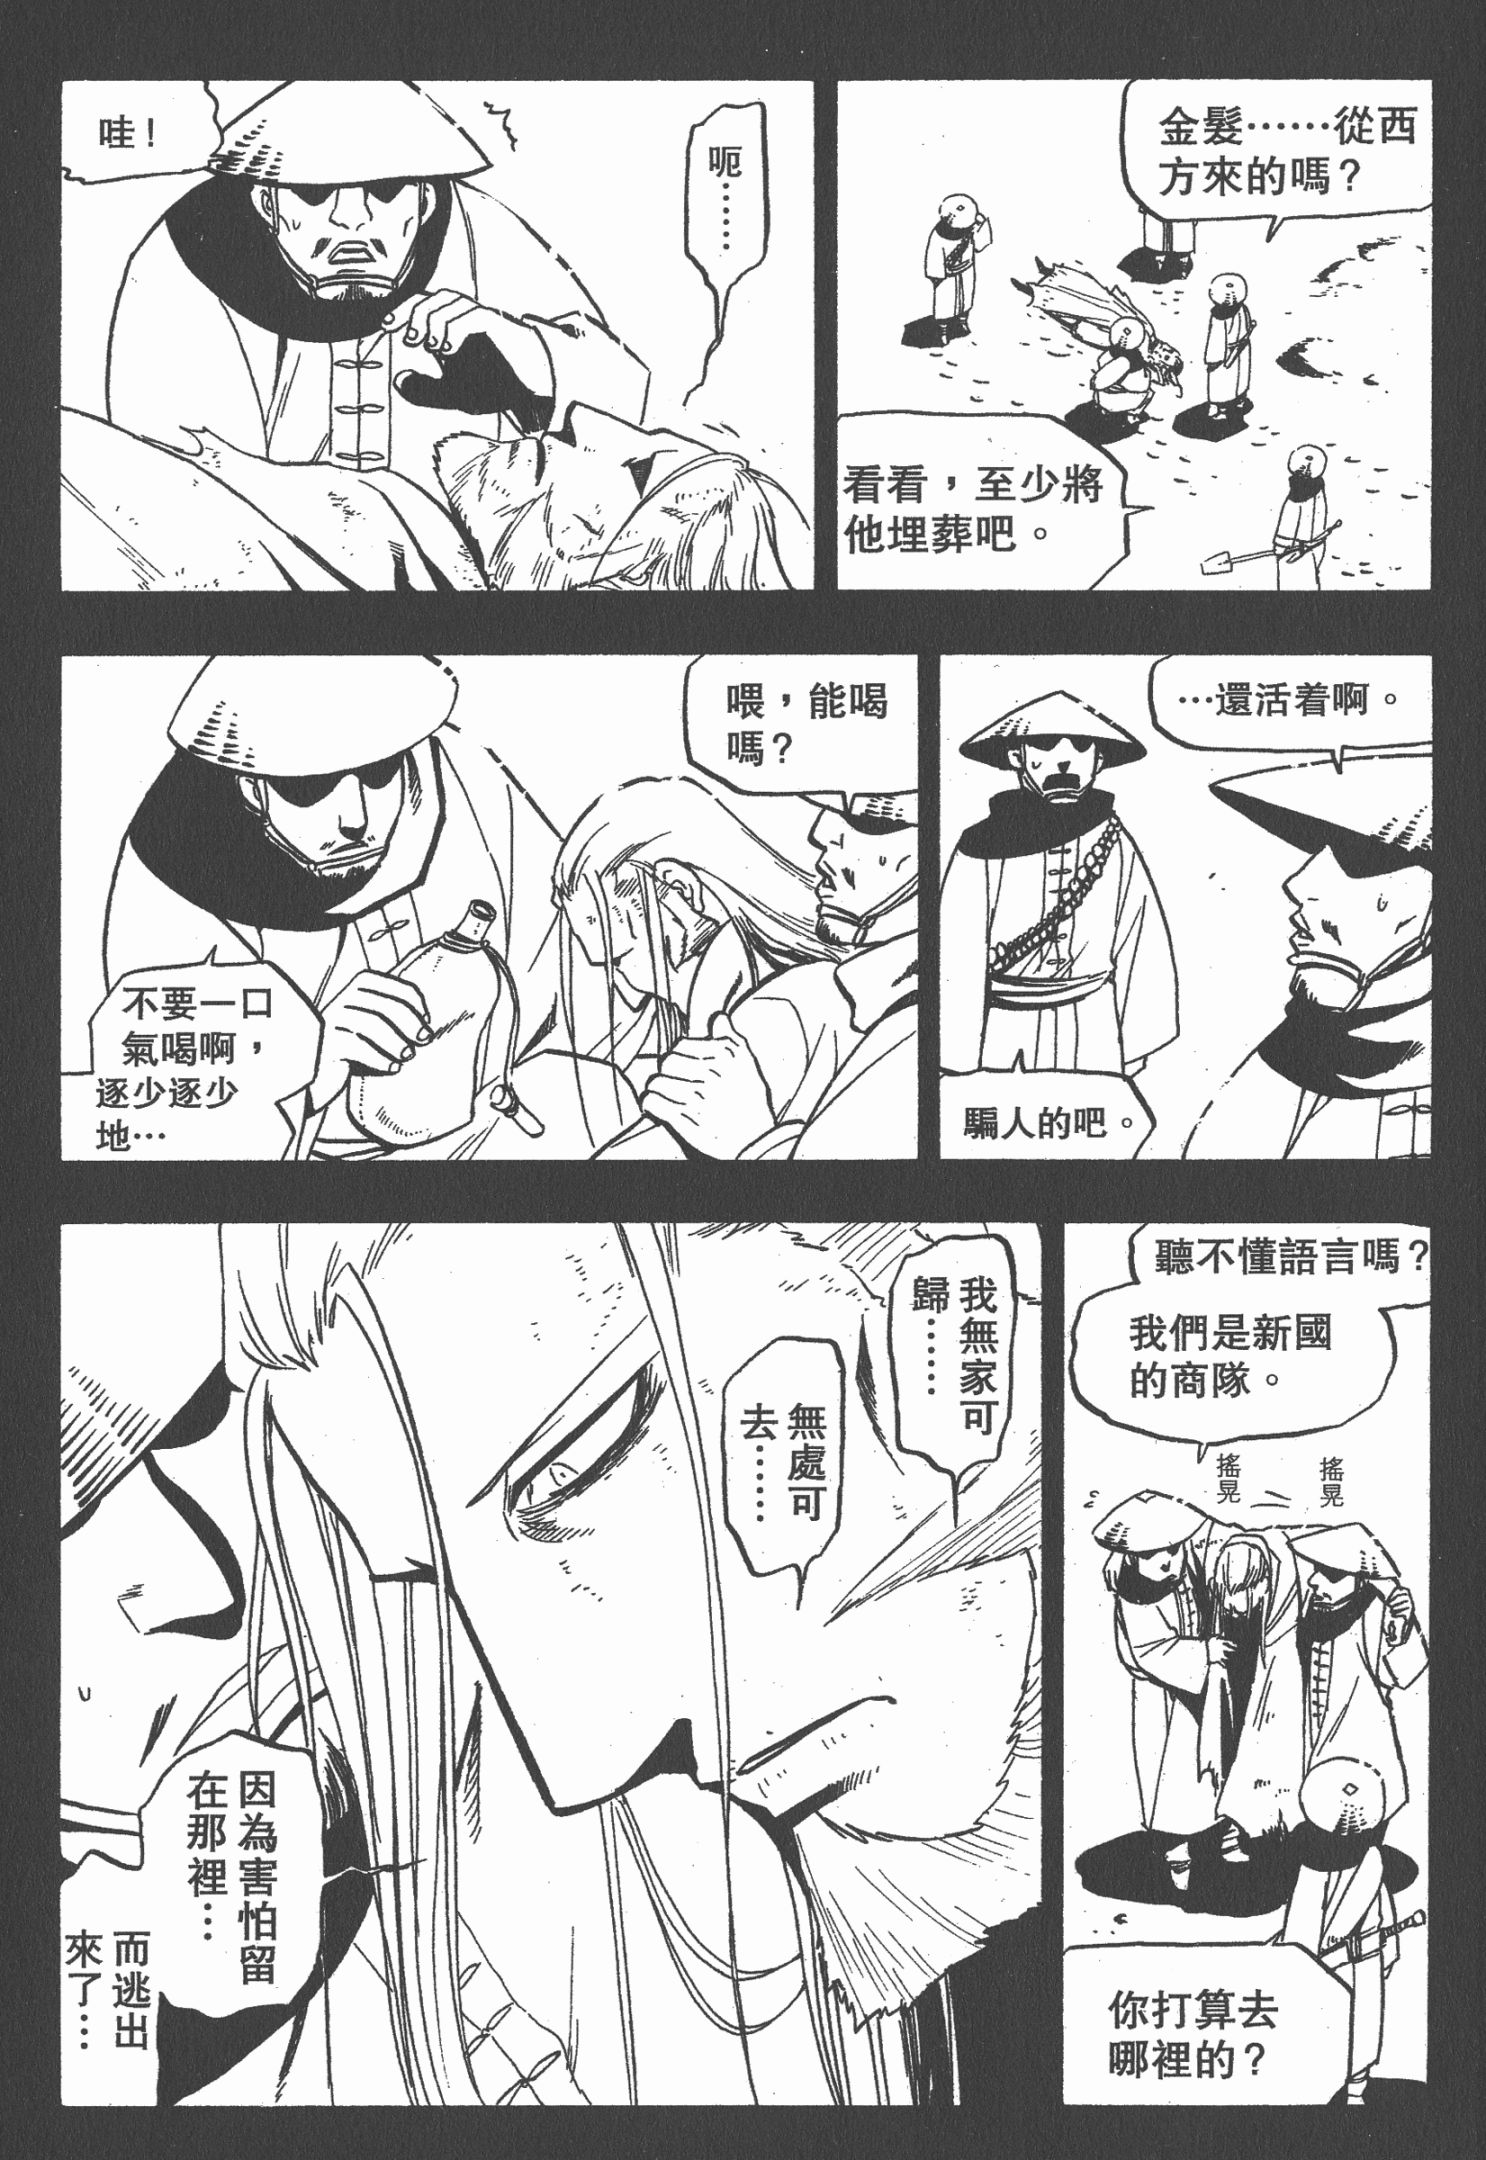 金髮⋯⋯從西
方來的嗎？
看看，至少將
他埋葬吧。
呃⋯⋯
哇！
⋯還活着啊。
騙人的吧。
喂，能喝
嗎？
不要一口
氣喝啊，
逐少逐少
地⋯
聽不懂語言嗎？
我們是新國
的商隊。
搖晃
搖晃
你打算去
哪裡的？
我無家可
歸⋯⋯
無處可
去⋯⋯
因為害怕留
在那裡⋯
而逃出
來了⋯